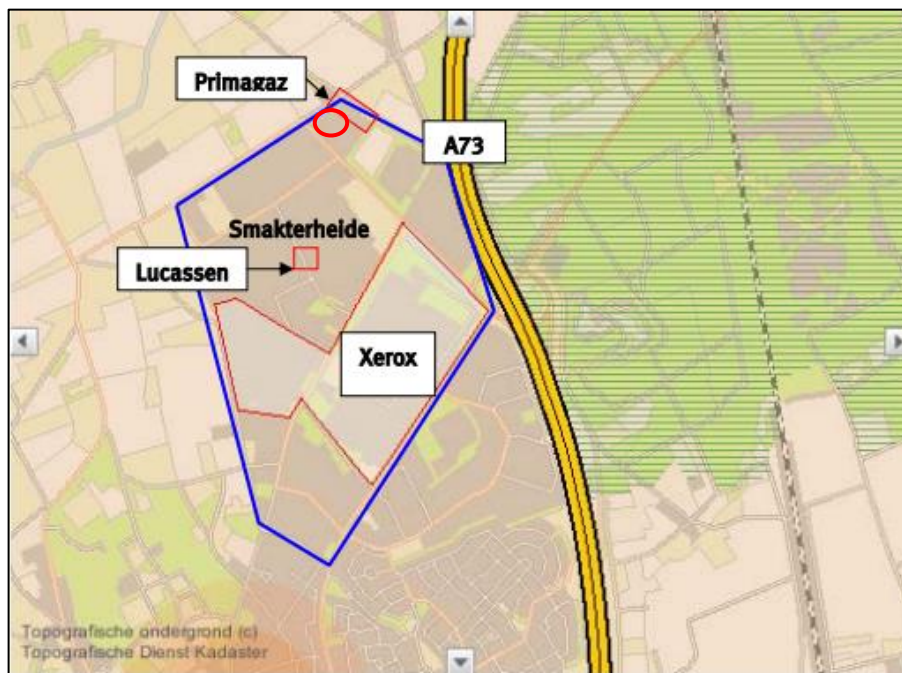 Primagaz
A73
Smakterheide
Lucassen
Xerox
Topografische ondergrond (c)
Topografische Dienst Kadaster